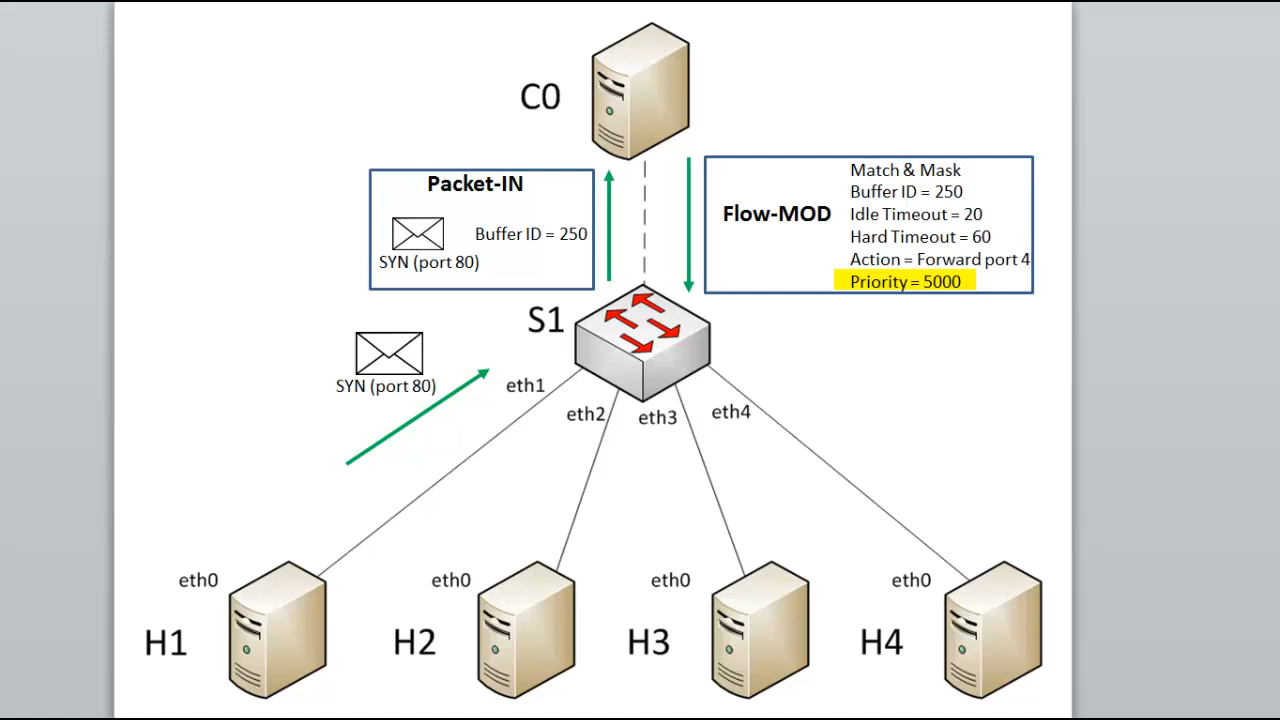 C0
Packet-IN
Buffer ID = 250
SYN (port 80)
Flow-MOD
Match & Mask
Buffer ID = 250
Idle Timeout = 20
Hard Timeout = 60
Action = Forward port 4
Priority = 5000
S1
SYN (port 80)
eth1
eth2
eth3
eth4
eth0
eth0
eth0
eth0
H1
H2
H3
H4